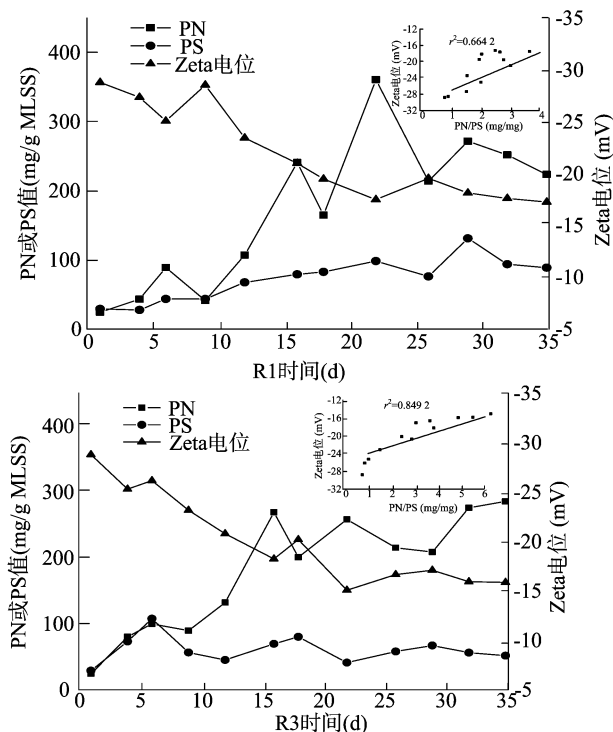 PN
PS
Zeta电位
r²=0.664 2
Zeta电位 (mV)
-12
-16
-20
-24
-28
-32
0 1 2 3 4
PN/PS (mg/mg)
PN或PS值(mg/g MLSS)
400
300
200
100
0
Zeta电位 (mV)
-35
-30
-25
-20
-15
-10
-5
0 5 10 15 20 25 30 35
R1时间(d)
PN
PS
Zeta电位
r²=0.849 2
Zeta电位 (mV)
-12
-16
-20
-24
-28
-32
0 1 2 3 4 5 6
PN/PS (mg/mg)
PN或PS值(mg/g MLSS)
400
300
200
100
0
Zeta电位 (mV)
-35
-30
-25
-20
-15
-10
-5
0 5 10 15 20 25 30 35
R3时间(d)